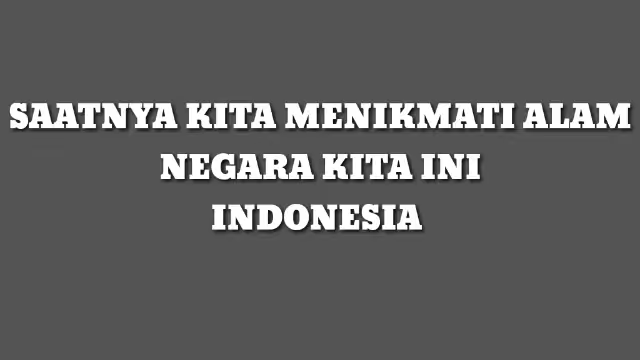 SAATNYA KITA MENIKMATI ALAM
NEGARA KITA INI
INDONESIA